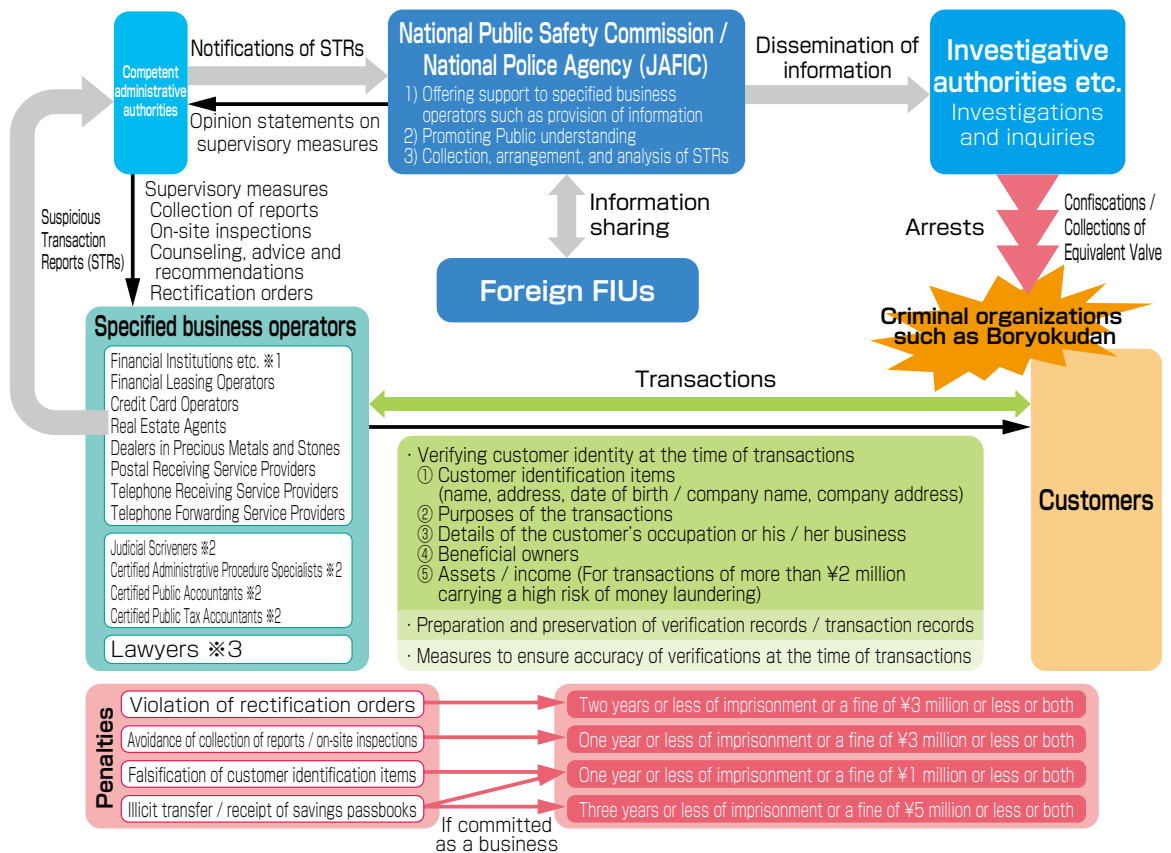 Competent
administrative
authorities
Notifications of STRs
Opinion statements on
supervisory measures
National Public Safety Commission /
National Police Agency (JAFIC)
1) Offering support to specified business
operators such as provision of information
2) Promoting Public understanding
3) Collection, arrangement, and analysis of STRs
Dissemination of
information
Investigative
authorities etc.
Investigations
and inquiries
Suspicious
Transaction
Reports (STRs)
Supervisory measures
Collection of reports
On-site inspections
Counseling, advice and
recommendations
Rectification orders
Information
sharing
Foreign FIUs
Arrests
Confiscations /
Collections of
Equivalent Valve
Criminal organizations
such as Boryokudan
Specified business operators
Financial Institutions etc. ※1
Financial Leasing Operators
Credit Card Operators
Real Estate Agents
Dealers in Precious Metals and Stones
Postal Receiving Service Providers
Telephone Receiving Service Providers
Telephone Forwarding Service Providers
Judicial Scriveners ※2
Certified Administrative Procedure Specialists ※2
Certified Public Accountants ※2
Certified Public Tax Accountants ※2
Lawyers ※3
Transactions
· Verifying customer identity at the time of transactions
① Customer identification items
(name, address, date of birth / company name, company address)
② Purposes of the transactions
③ Details of the customer's occupation or his / her business
④ Beneficial owners
⑤ Assets / income (For transactions of more than ¥2 million
carrying a high risk of money laundering)
· Preparation and preservation of verification records / transaction records
· Measures to ensure accuracy of verifications at the time of transactions
Customers
Penalties
Violation of rectification orders
Two years or less of imprisonment or a fine of ¥3 million or less or both
Avoidance of collection of reports / on-site inspections
One year or less of imprisonment or a fine of ¥3 million or less or both
Falsification of customer identification items
One year or less of imprisonment or a fine of ¥1 million or less or both
Illicit transfer / receipt of savings passbooks
Three years or less of imprisonment or a fine of ¥5 million or less or both
If committed
as a business